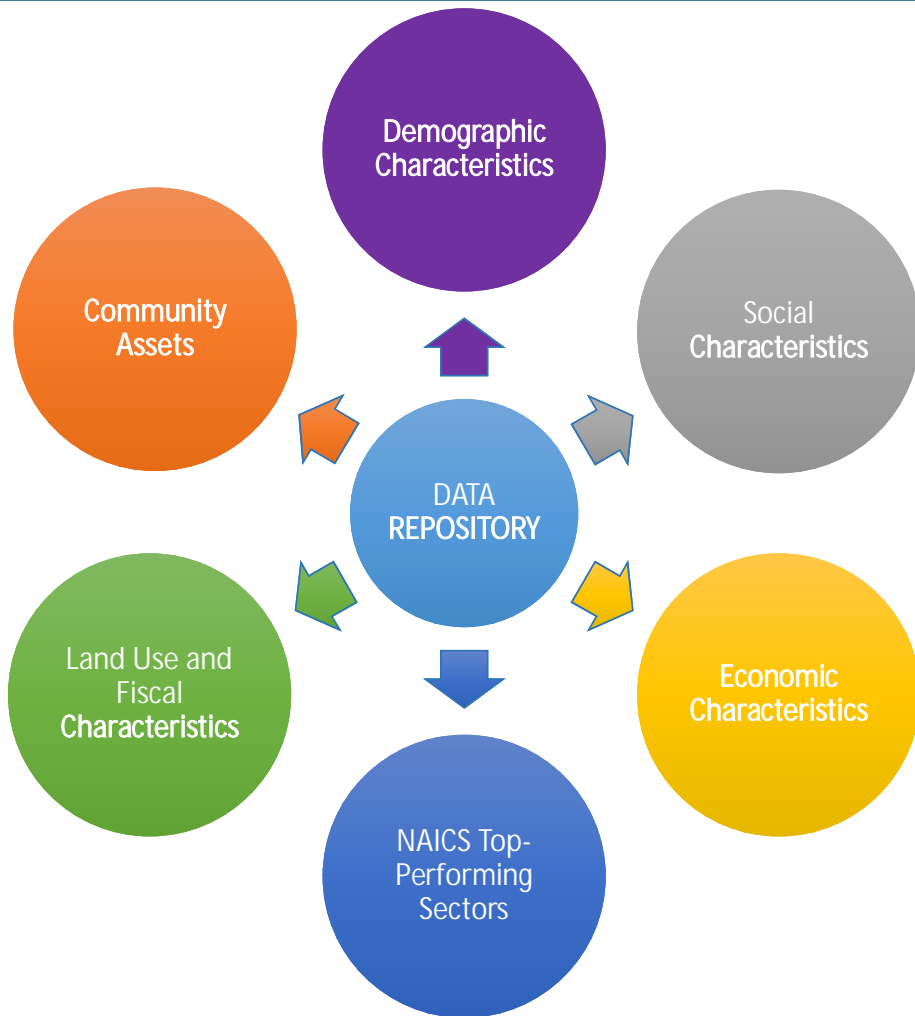 Demographic
Characteristics
Community
Assets
Social
Characteristics
DATA
REPOSITORY
Land Use and
Fiscal
Characteristics
Economic
Characteristics
NAICS Top-
Performing
Sectors